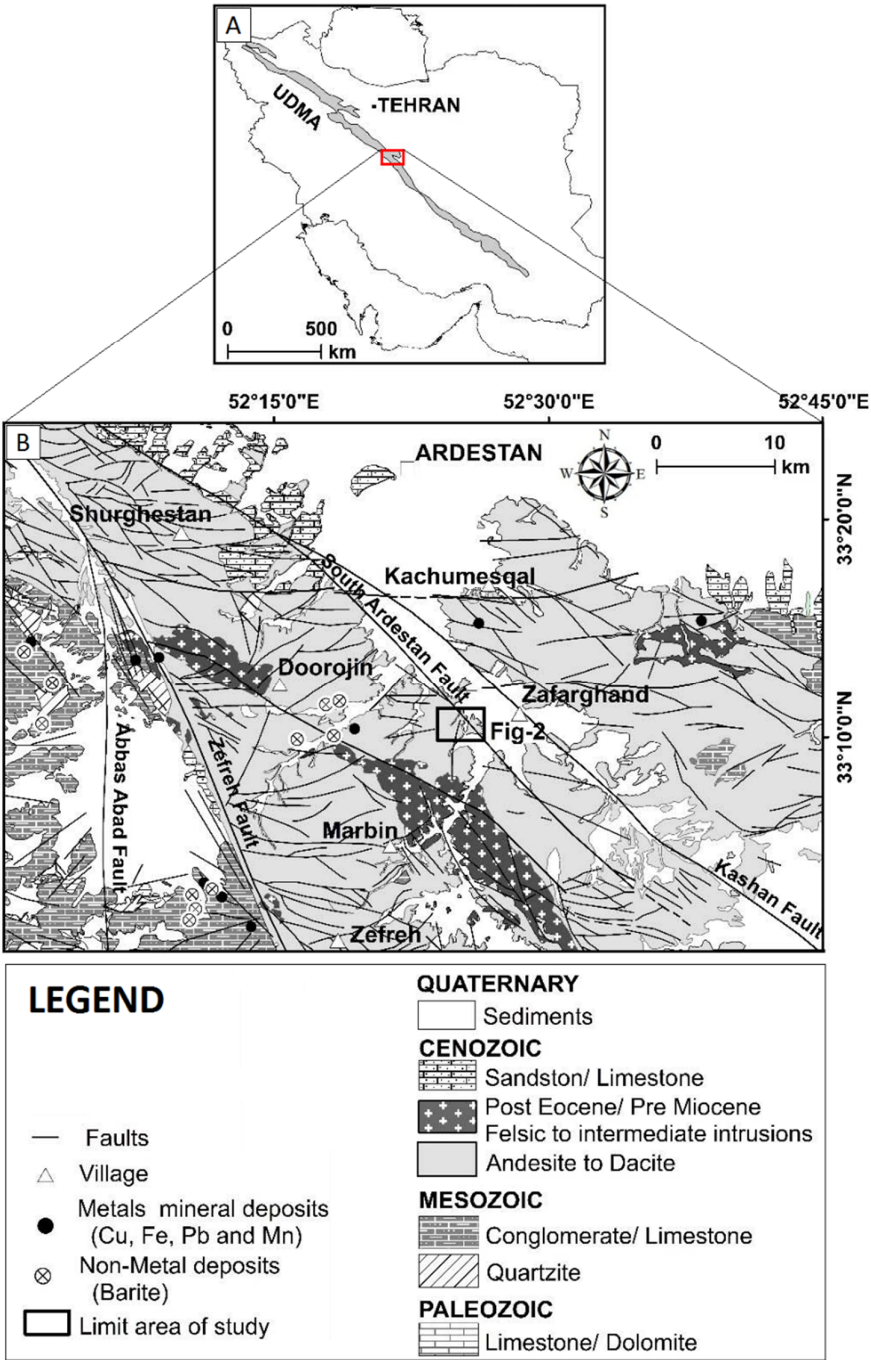 A
UDMA
-TEHRAN
0 500
km
52°15'0"E 52°30'0"E 52°45'0"E
B
ARDESTAN
N
W E
S
0 10
km
33°20'0"N
Shurghestan
South Ardestan Fault
Kachumesqal
Doorojin
Zafarghand
Fig-2
33°10'0"N
Abbas Abad Fault
Zefreh Fault
Marbin
Kashan Fault
Zefreh
LEGEND
Faults
Village
Metals mineral deposits
(Cu, Fe, Pb and Mn)
Non-Metal deposits
(Barite)
Limit area of study
QUATERNARY
Sediments
CENOZOIC
Sandston/ Limestone
Post Eocene/ Pre Miocene
Felsic to intermediate intrusions
Andesite to Dacite
MESOZOIC
Conglomerate/ Limestone
Quartzite
PALEOZOIC
Limestone/ Dolomite